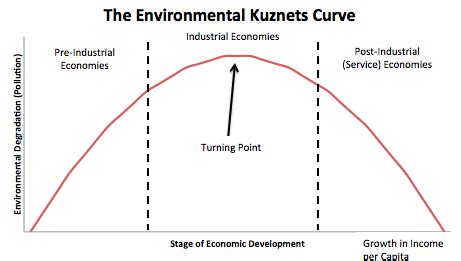 The Environmental Kuznets Curve
Industrial Economies
Pre-Industrial
Economies
Post-Industrial
(Service) Economies
Environmental Degradation (Pollution)
Turning Point
Stage of Economic Development
Growth in Income
per Capita